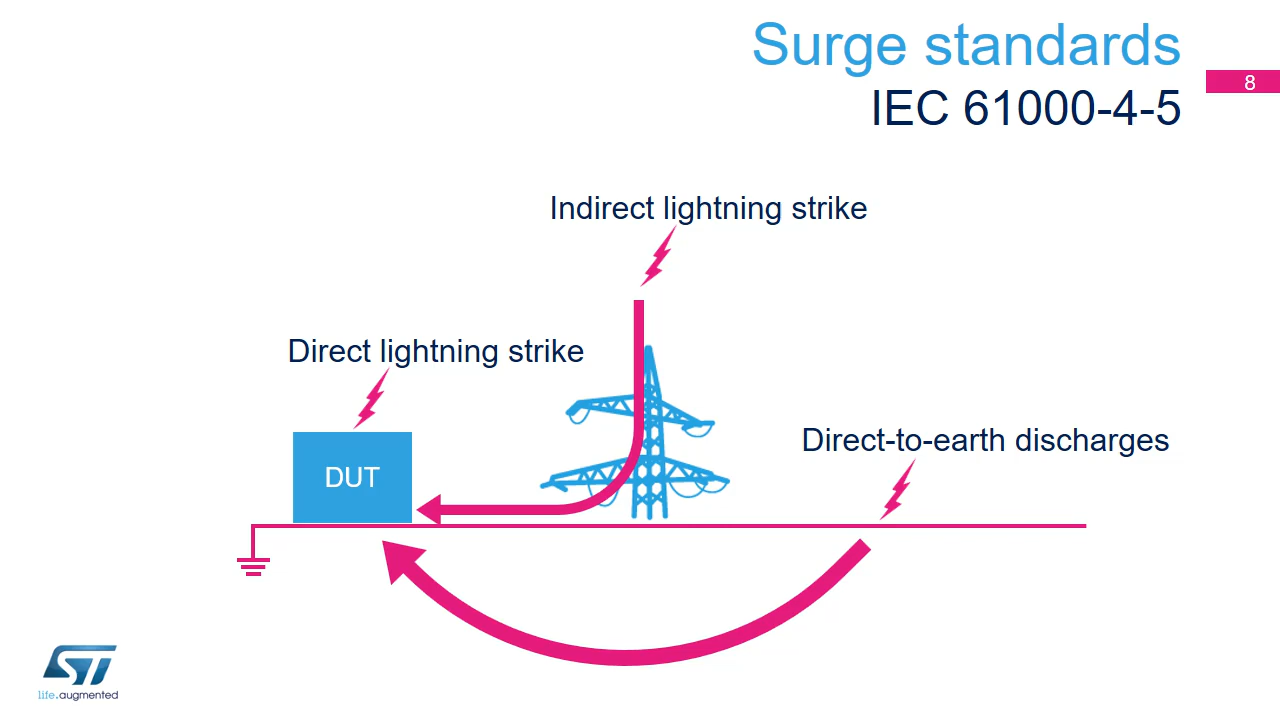 Surge standards
IEC 61000-4-5
8
Indirect lightning strike
Direct lightning strike
Direct-to-earth discharges
DUT
ST
life.augmented